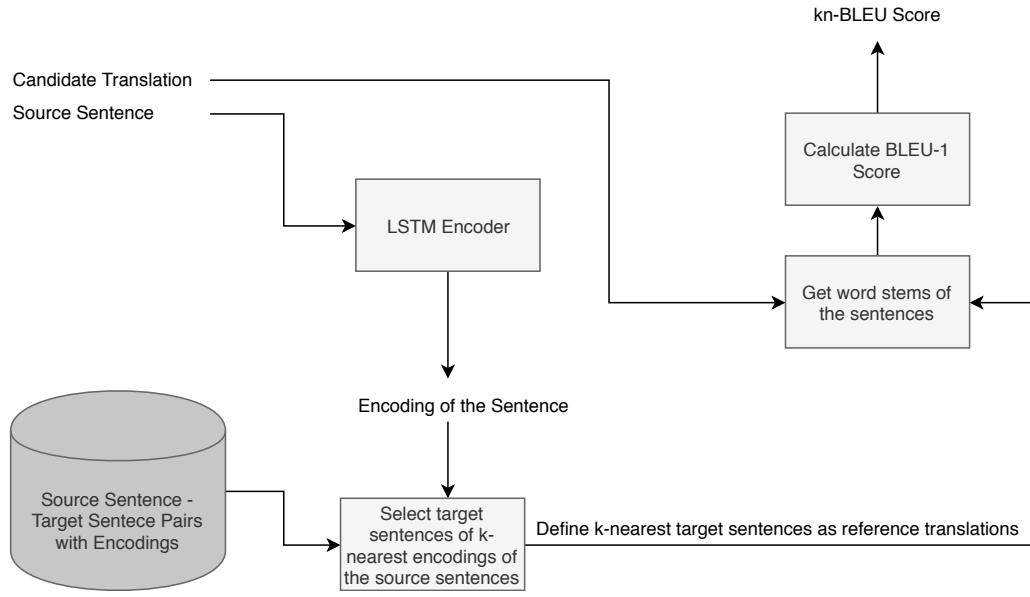 kn-BLEU Score
Candidate Translation
Source Sentence
Calculate BLEU-1
Score
LSTM Encoder
Get word stems of
the sentences
Encoding of the Sentence
Source Sentence -
Target Sentece Pairs
with Encodings
Select target
sentences of k-
nearest encodings of
the source sentences
Define k-nearest target sentences as reference translations